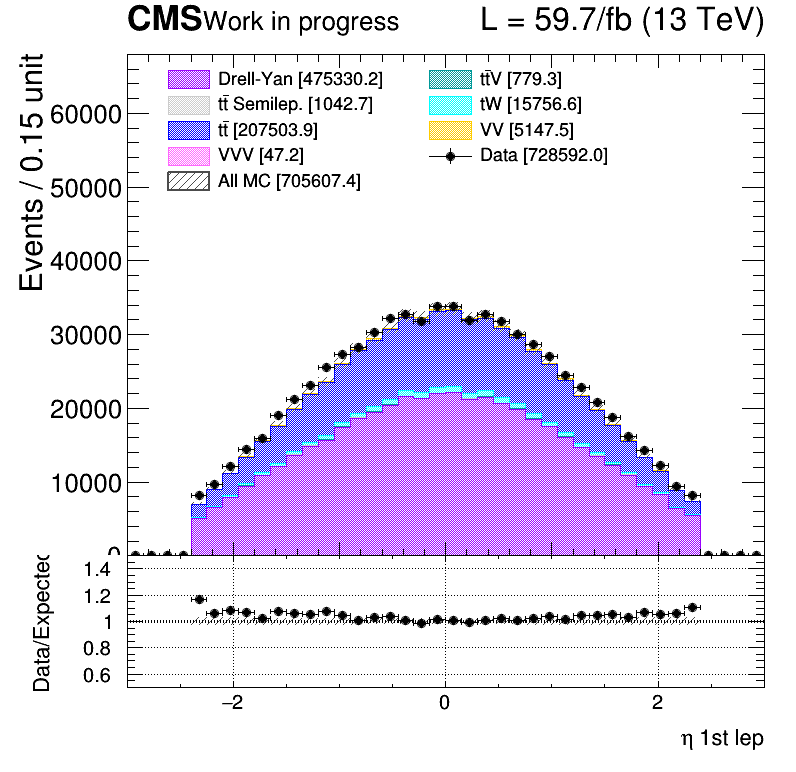 CMS Work in progress L = 59.7/fb (13 TeV)
Events / 0.15 unit
60000
50000
40000
30000
20000
10000
0
Drell-Yan [475330.2]
tt̄ Semilep. [1042.7]
tt̄ [207503.9]
VVV [47.2]
All MC [705607.4]
tt̄V [779.3]
tW [15756.6]
VV [5147.5]
Data [728592.0]
Data/Expected
1.4
1.2
1
0.8
0.6
−2 0 2
η 1st lep